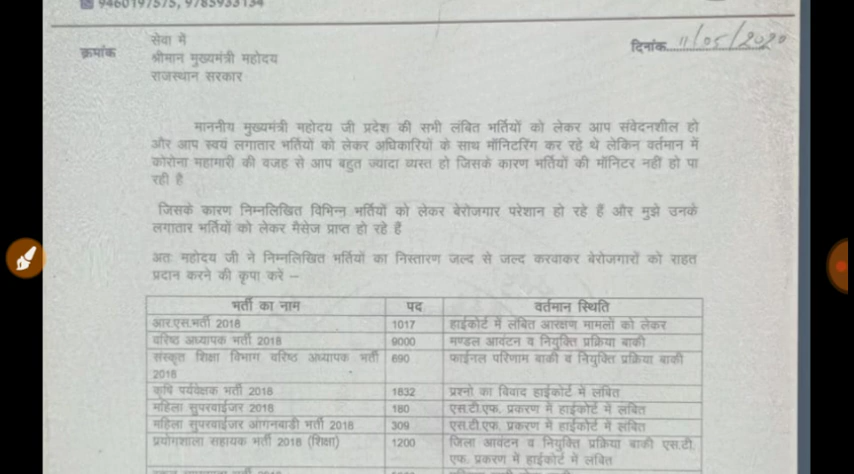 9460197575, 9785933134
सेवा में
क्रमांक
श्रीमान मुख्यमंत्री महोदय
राजस्थान सरकार
दिनांक 11/05/2020
माननीय मुख्यमंत्री महोदय जी प्रदेश की सभी लंबित भर्तियों को लेकर आप संवेदनशील हो
और आप स्वयं लगातार भर्तियों को लेकर अधिकारियों के साथ मॉनिटरिंग कर रहे थे लेकिन वर्तमान में
कोरोना महामारी की वजह से आप बहुत ज्यादा व्यस्त हो जिसके कारण भर्तियों की मॉनिटर नहीं हो पा
रही है
जिसके कारण निम्नलिखित विभिन्न भर्तियों को लेकर बेरोजगार परेशान हो रहे हैं और मुझे उनके
लगातार भर्तियों को लेकर मैसेज प्राप्त हो रहे हैं
अतः महोदय जी ने निम्नलिखित भर्तियों का निस्तारण जल्द से जल्द करवाकर बेरोजगारों को राहत
प्रदान करने की कृपा करें –
भर्ती का नाम पद वर्तमान स्थिति
आर.एस.भर्ती 2018 1017 हाईकोर्ट में लंबित आरक्षण मामलों को लेकर
वरिष्ठ अध्यापक भर्ती 2018 9000 मण्डल आवंटन व नियुक्ति प्रक्रिया बाकी
संस्कृत शिक्षा विभाग वरिष्ठ अध्यापक भर्ती 690 फाईनल परिणाम बाकी व नियुक्ति प्रक्रिया बाकी
2018
कृषि पर्यवेक्षक भर्ती 2018 1832 प्रश्नो का विवाद हाईकोर्ट में लंबित
महिला सुपरवाईजर 2018 180 एस.टी.एफ. प्रकरण में हाईकोर्ट में लंबित
महिला सुपरवाईजर आंगनबाडी भर्ती 2018 309 एस.टी.एफ. प्रकरण में हाईकोर्ट में लंबित
प्रयोगशाला सहायक भर्ती 2018 (शिक्षा) 1200 जिला आवंटन व नियुक्ति प्रक्रिया बाकी एस.टी.
एफ. प्रकरण में हाईकोर्ट में लंबित